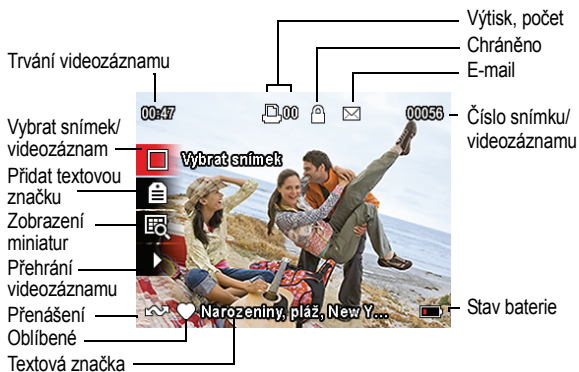 Výtisk, počet
Chráněno
E-mail
Trvání videozáznamu
00:47
00
00056
Číslo snímku/
videozáznamu
Vybrat snímek/
videozáznam
Vybrat snímek
Přidat textovou
značku
Zobrazení
miniatur
Přehrání
videozáznamu
Přenášení
Narozeniny, pláž, New Y...
Stav baterie
Oblíbené
Textová značka